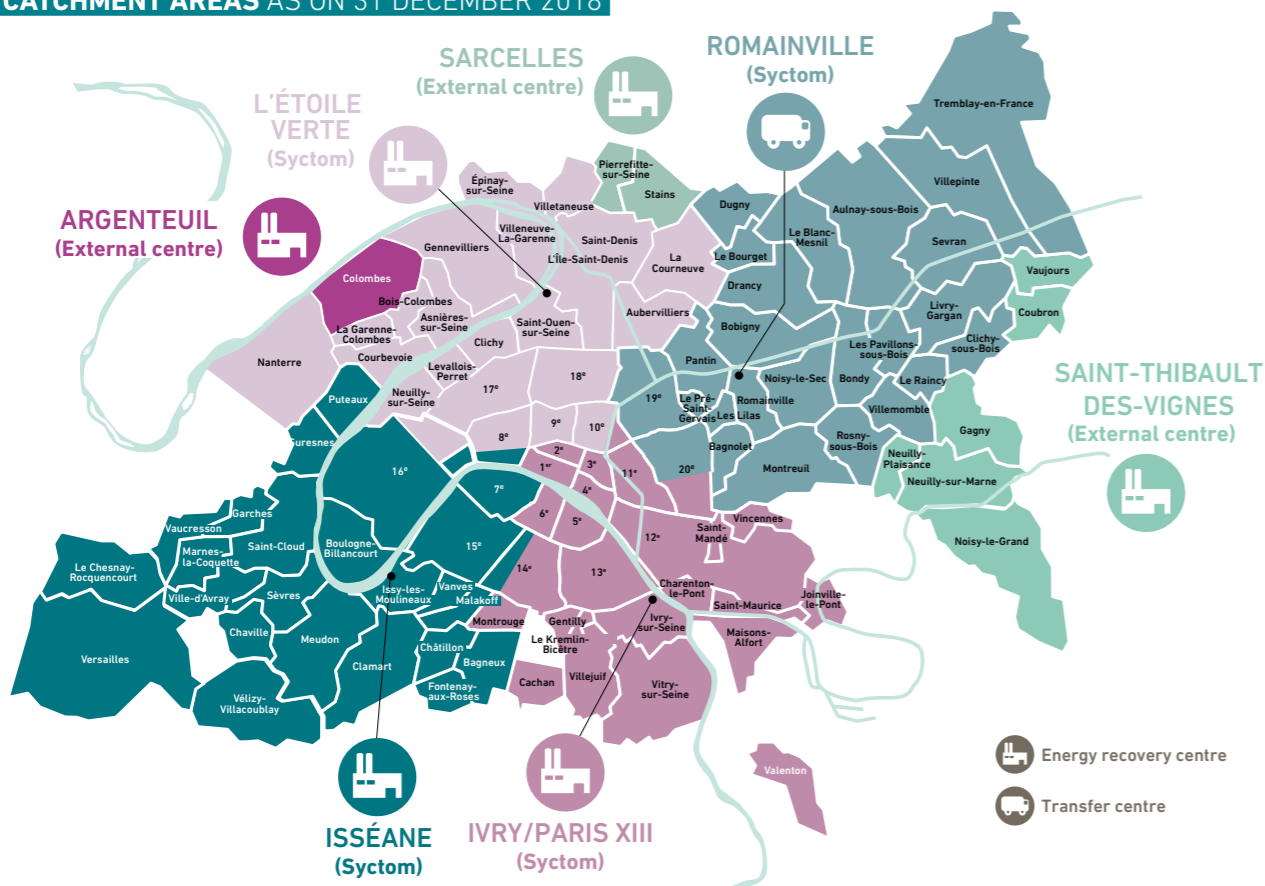 CATCHMENT AREAS AS ON 31 DECEMBER 2018
SARCELLES
(External centre)
ROMAINVILLE
(Syctom)
L'ÉTOILE
VERTE
(Syctom)
ARGENTEUIL
(External centre)
SAINT-THIBAULT
DES-VIGNES
(External centre)
ISSÉANE
(Syctom)
IVRY/PARIS XIII
(Syctom)
Energy recovery centre
Transfer centre
Tremblay-en-France
Villepinte
Aulnay-sous-Bois
Sevran
Vaujours
Coubron
Livry-
Gargan
Clichy-
sous-Bois
Les Pavillons-
sous-Bois
Le Raincy
Villemomble
Bondy
Rosny-
sous-Bois
Gagny
Neuilly-
Plaisance
Neuilly-sur-Marne
Noisy-le-Grand
Pierrefitte-
sur-Seine
Stains
Dugny
Le Blanc-
Mesnil
Le Bourget
Drancy
Bobigny
Pantin
Noisy-le-Sec
Romainville
Le Pré-
Saint-
Gervais
Les Lilas
Bagnolet
Montreuil
19e
20e
Épinay-
sur-Seine
Villetaneuse
Villeneuve-
La-Garenne
Saint-Denis
L'Île-Saint-Denis
La
Courneuve
Aubervilliers
Gennevilliers
Colombes
Bois-Colombes
Asnières-
sur-Seine
La Garenne-
Colombes
Courbevoie
Nanterre
Clichy
Saint-Ouen-
sur-Seine
Levallois-
Perret
Neuilly-
sur-Seine
17e
18e
8e
9e
10e
Puteaux
Suresnes
16e
7e
15e
Garches
Vaucresson
Marnes-
la-Coquette
Saint-Cloud
Boulogne-
Billancourt
Le Chesnay-
Rocquencourt
Ville-d'Avray
Sèvres
Issy-les-
Moulineaux
Vanves
Malakoff
Chaville
Meudon
Versailles
Clamart
Châtillon
Bagneux
Vélizy-
Villacoublay
Fontenay-
aux-Roses
1er
2e
3e
4e
5e
6e
11e
12e
13e
14e
Saint-
Mandé
Vincennes
Charenton-
le-Pont
Saint-Maurice
Joinville-
le-Pont
Maisons-
Alfort
Montrouge
Gentilly
Le Kremlin-
Bicêtre
Ivry-
sur-Seine
Cachan
Villejuif
Vitry-
sur-Seine
Valenton